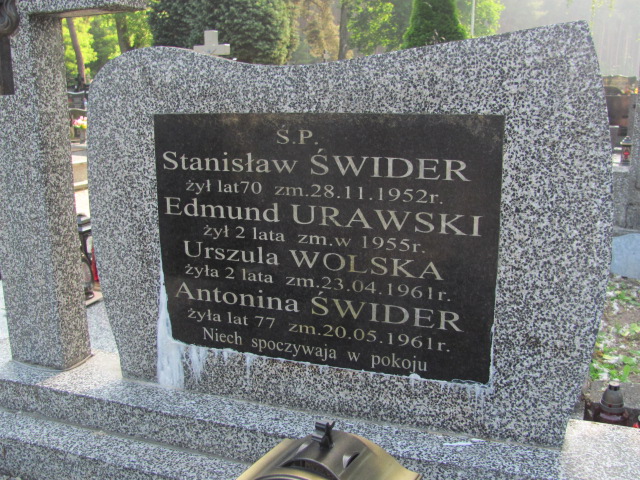 Ś.P.
Stanisław ŚWIDER
żył lat70 zm.28.11.1952r.
Edmund URAWSKI
żył 2 lata zm.w 1955r.
Urszula WOLSKA
żyła 2 lata zm.23.04.1961r.
Antonina ŚWIDER
żyła lat 77 zm.20.05.1961r.
Niech spoczywaja w pokoju